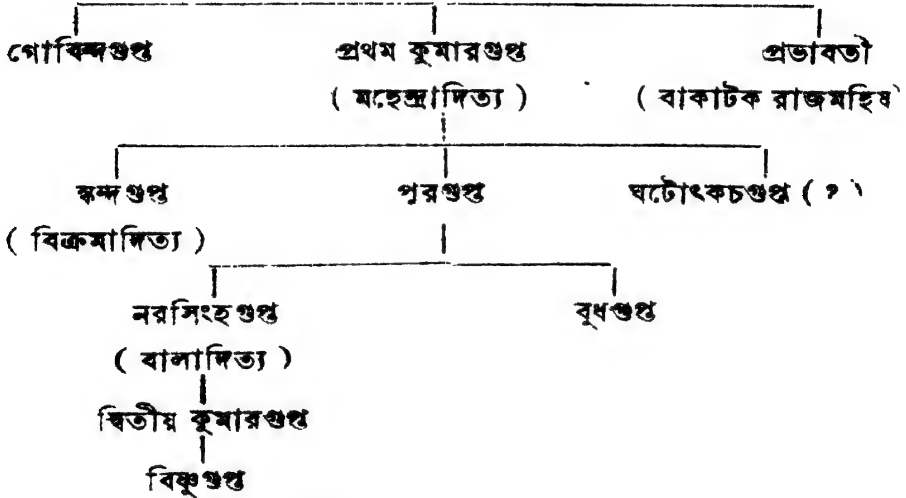 গোবিন্দগুপ্ত প্রথম কুমারগুপ্ত প্রভাবতী
( মহেন্দ্রাদিত্য ) ( বাকাটক রাজমহিষ
স্কন্দগুপ্ত পুরগুপ্ত ঘটোৎকচগুপ্ত ( ? )
( বিক্রমাদিত্য )
নরসিংহগুপ্ত বুধগুপ্ত
( বালাদিত্য )
দ্বিতীয় কুমারগুপ্ত
বিষ্ণুগুপ্ত